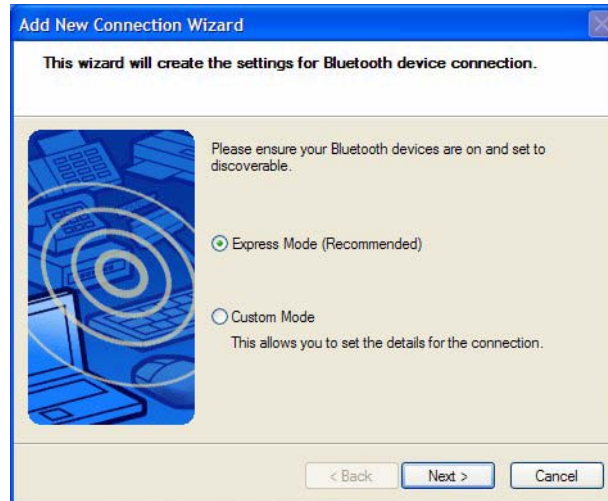 Add New Connection Wizard
This wizard will create the settings for Bluetooth device connection.
Please ensure your Bluetooth devices are on and set to
discoverable.
Express Mode (Recommended)
Custom Mode
This allows you to set the details for the connection.
< Back
Next >
Cancel